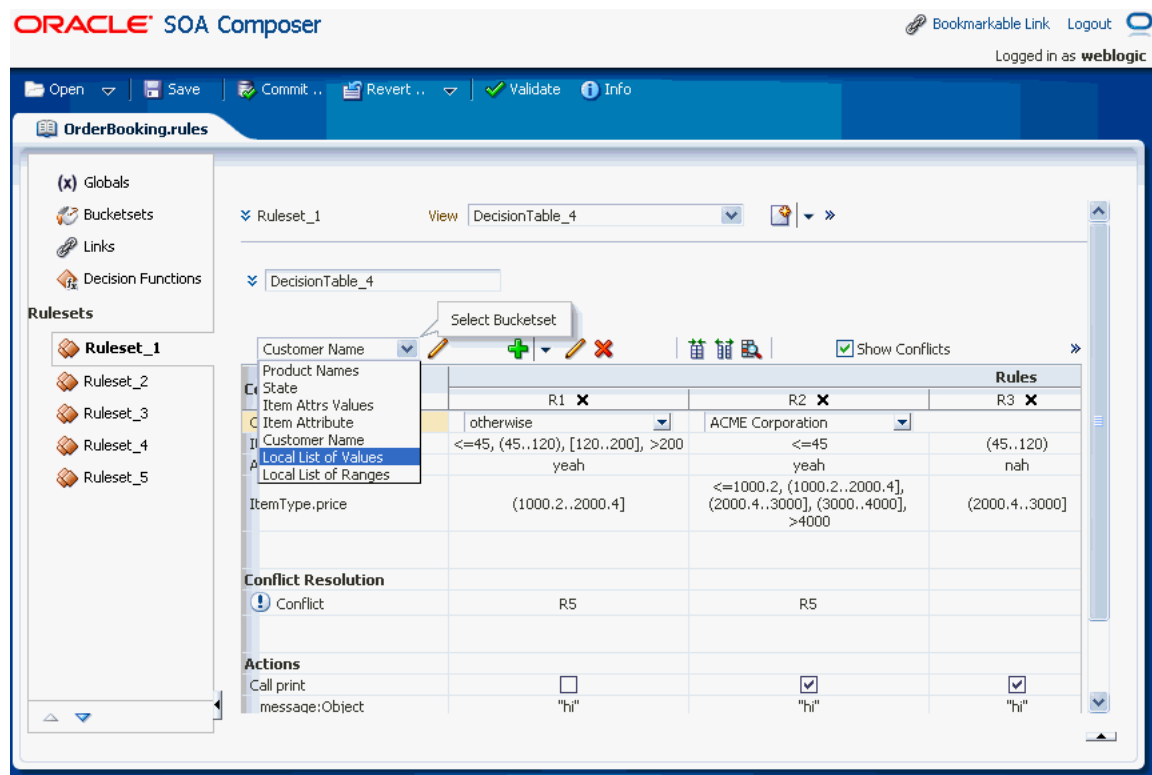 ORACLE SOA Composer
Bookmarkable Link Logout
Logged in as weblogic
Open Save Commit .. Revert .. Validate Info
OrderBooking.rules
(x) Globals
Bucketsets
Links
Decision Functions
Rulesets
Ruleset_1
Ruleset_2
Ruleset_3
Ruleset_4
Ruleset_5
Ruleset_1 View DecisionTable_4
DecisionTable_4
Select Bucketset
Customer Name Show Conflicts
Product Names
State
Item Attrs Values
Item Attribute
Customer Name
Local List of Values
Local List of Ranges
Rules
R1 R2 R3
otherwise ACME Corporation
<=45, (45..120), [120..200], >200 <=45 (45..120)
yeah yeah nah
ItemType.price (1000.2..2000.4] <=1000.2, (1000.2..2000.4], (2000.4..3000]
(2000.4..3000], (3000..4000],
>4000
Conflict Resolution
Conflict R5 R5
Actions
Call print
message:Object "hi" "hi" "hi"